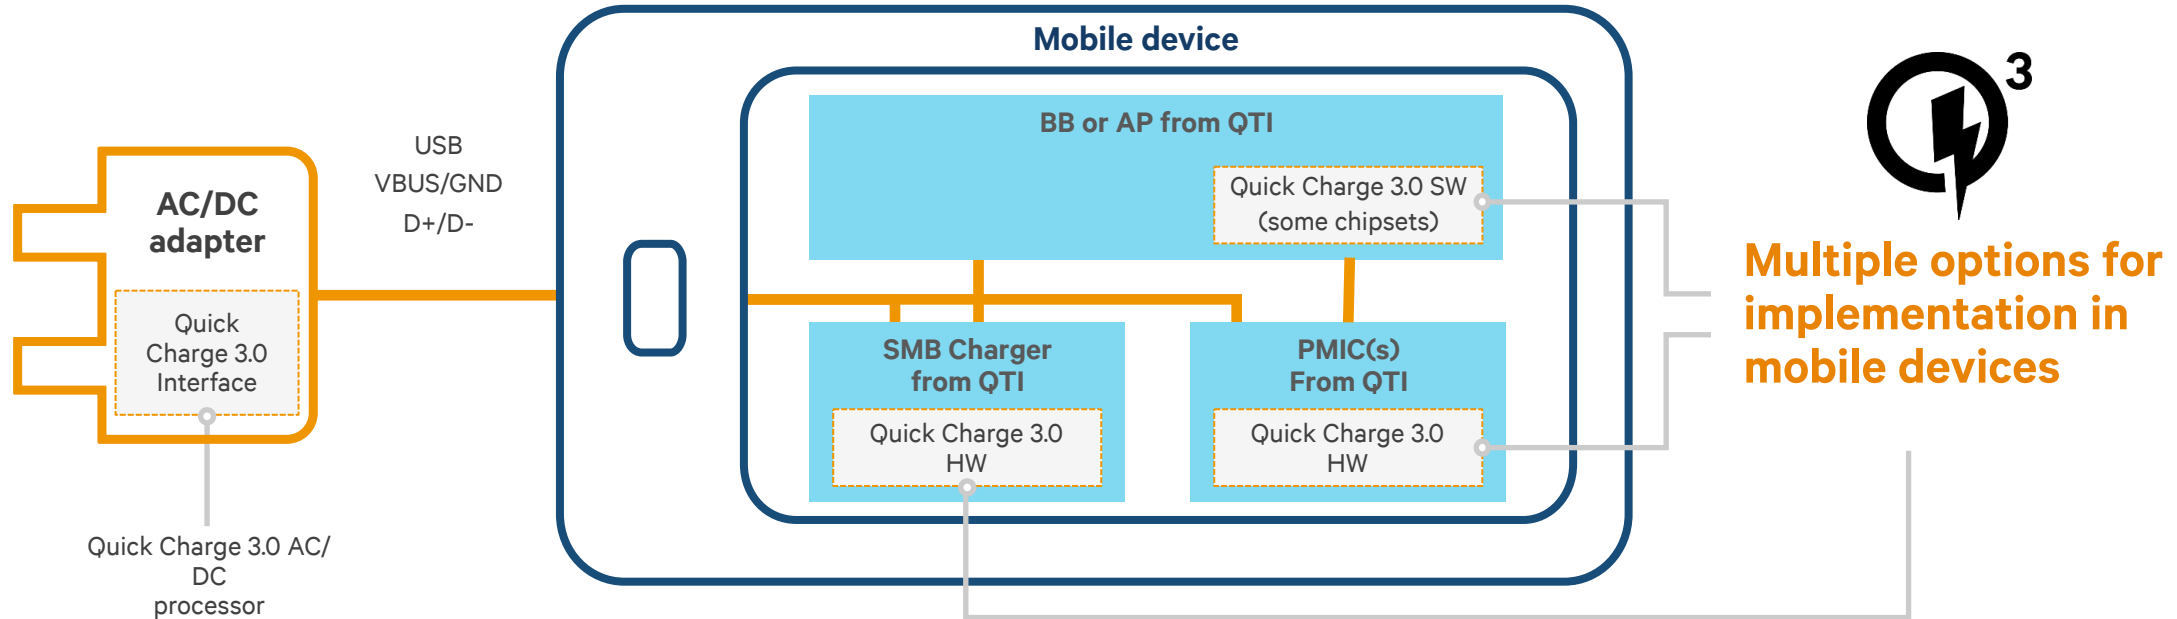 Mobile device
BB or AP from QTI
Quick Charge 3.0 SW
(some chipsets)
USB
VBUS/GND
D+/D-
AC/DC
adapter
Quick
Charge 3.0
Interface
Quick Charge 3.0 AC/
DC
processor
SMB Charger
from QTI
Quick Charge 3.0
HW
PMIC(s)
From QTI
Quick Charge 3.0
HW
3
Multiple options for
implementation in
mobile devices